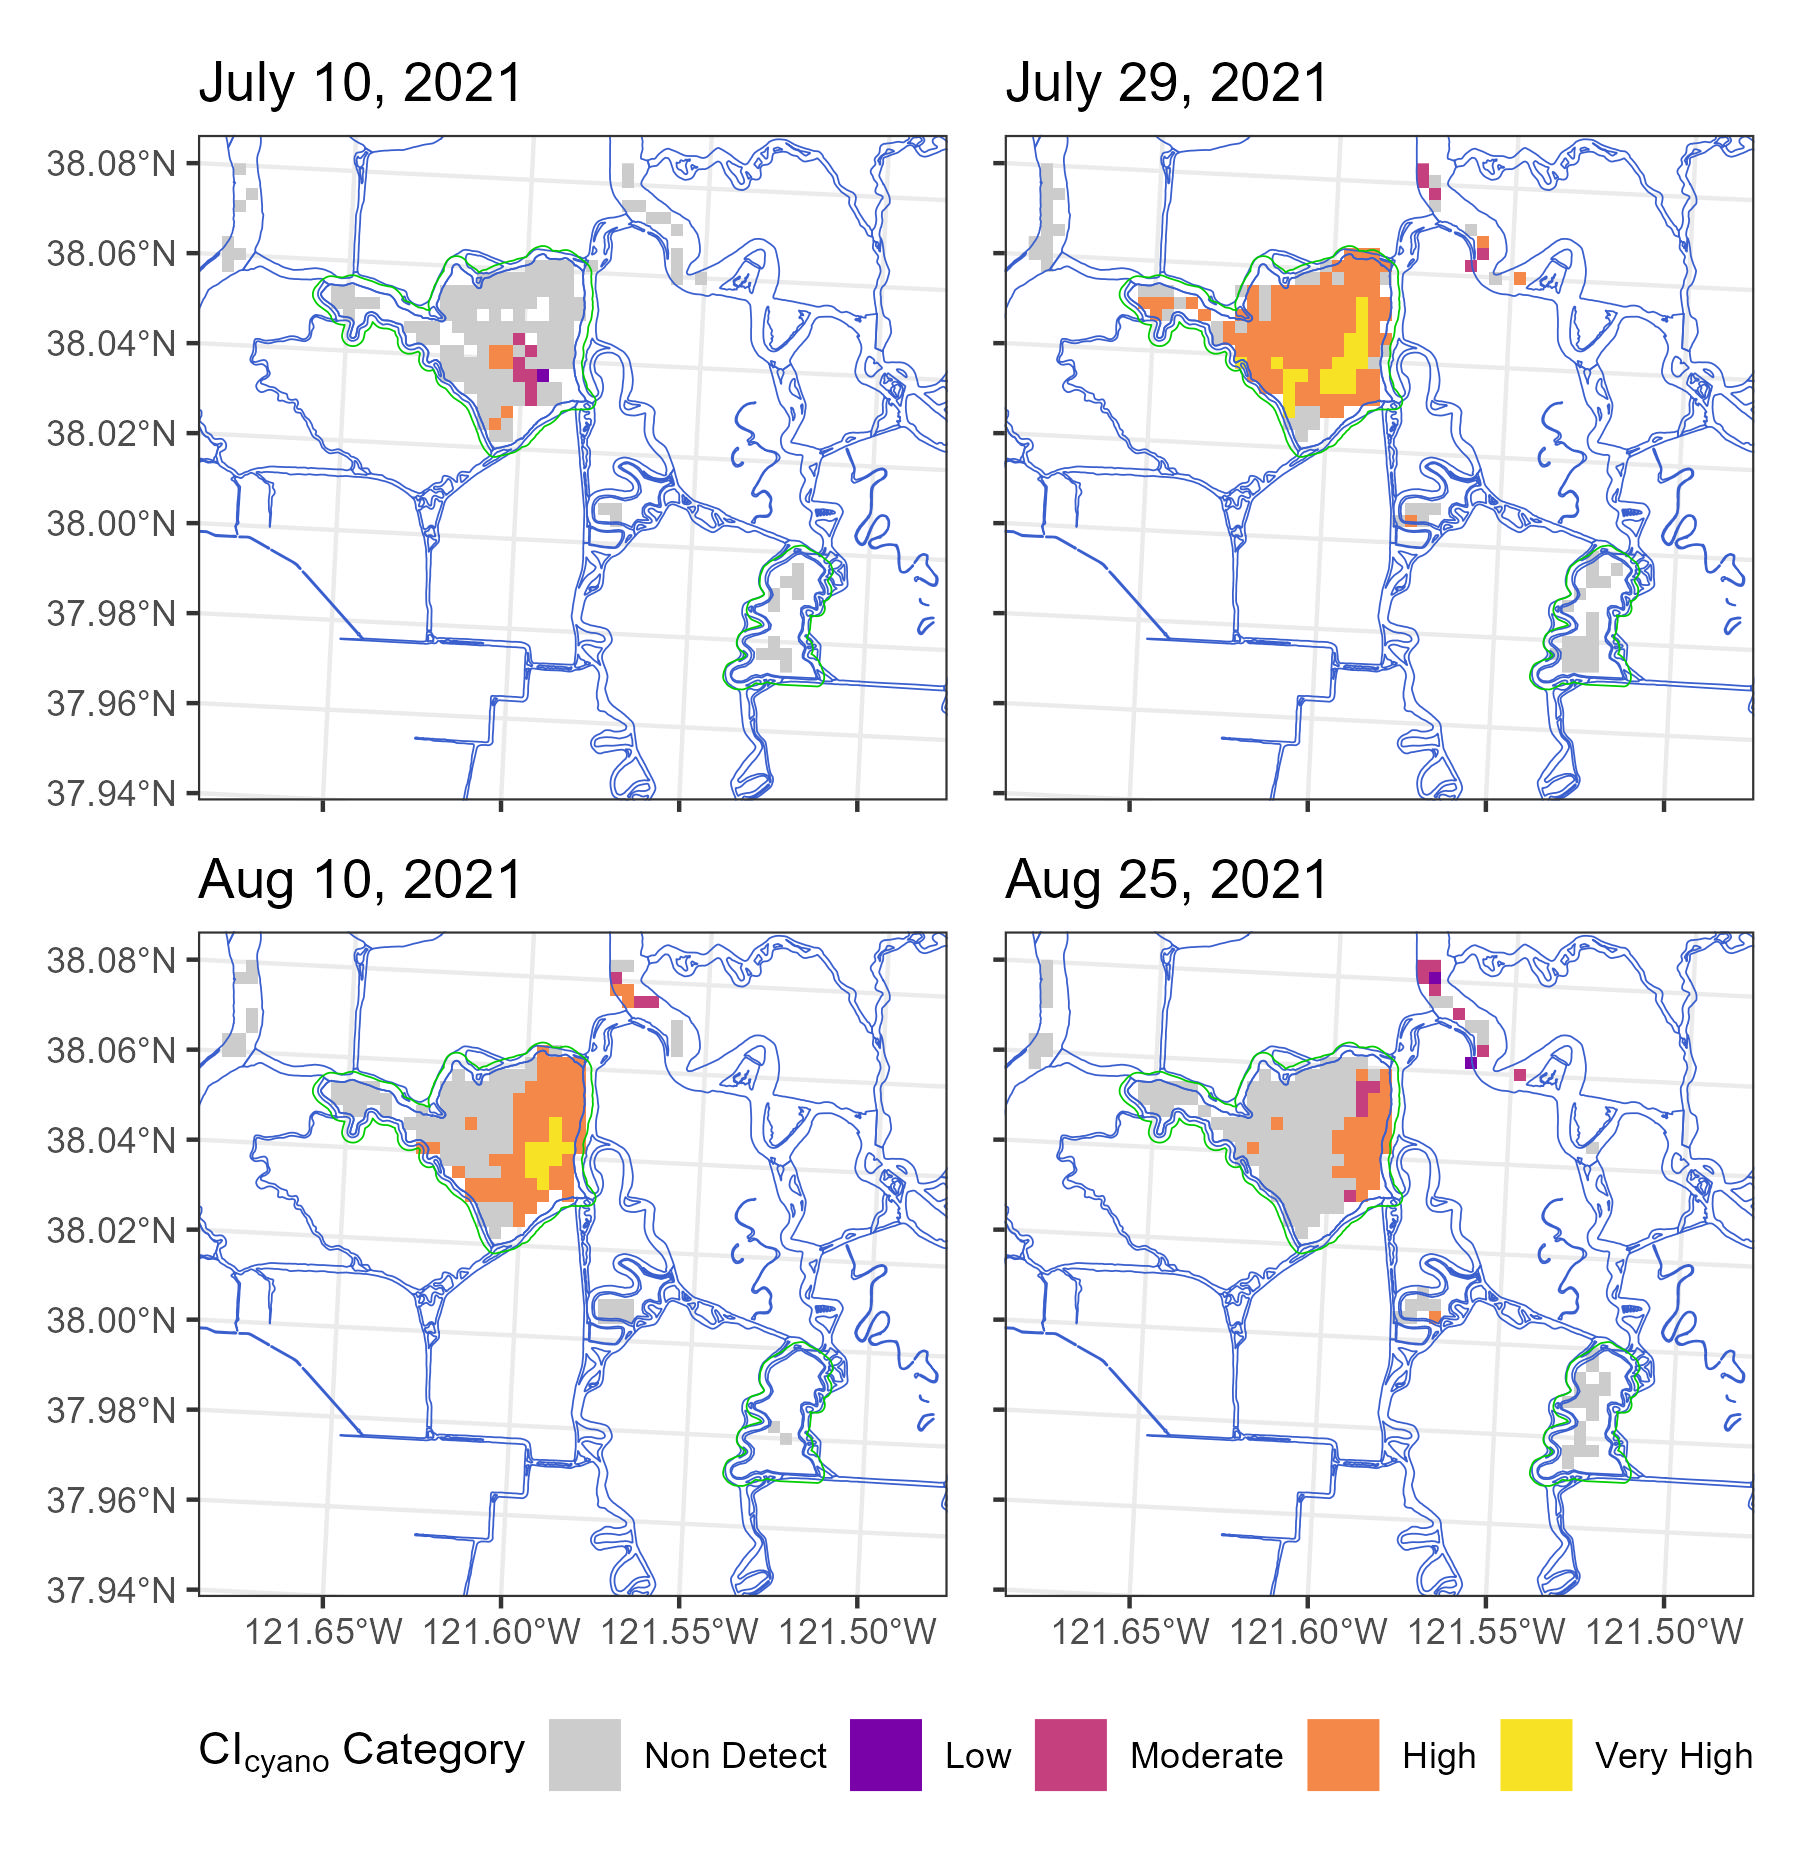 July 10, 2021
July 29, 2021
38.08°N
38.06°N
38.04°N
38.02°N
38.00°N
37.98°N
37.96°N
37.94°N
Aug 10, 2021
Aug 25, 2021
38.08°N
38.06°N
38.04°N
38.02°N
38.00°N
37.98°N
37.96°N
37.94°N
121.65°W 121.60°W 121.55°W 121.50°W 121.65°W 121.60°W 121.55°W 121.50°W
CIcyano Category Non Detect Low Moderate High Very High